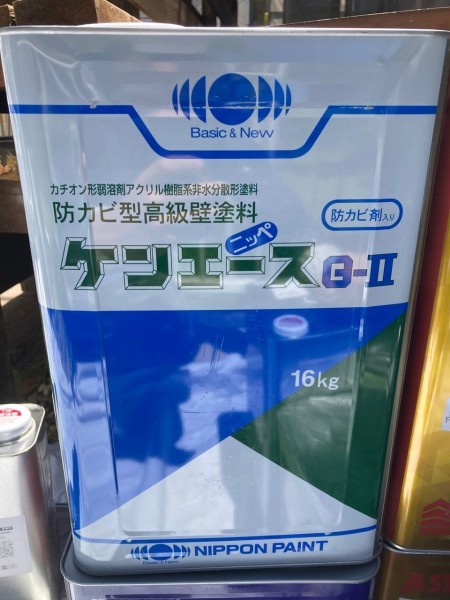 Basic & New
カチオン形弱溶剤アクリル樹脂系非水分散形塗料
防カビ型高級壁塗料
防カビ剤入り
ニッペ
ケンエースG-II
16kg
NIPPON PAINT
Basic & New